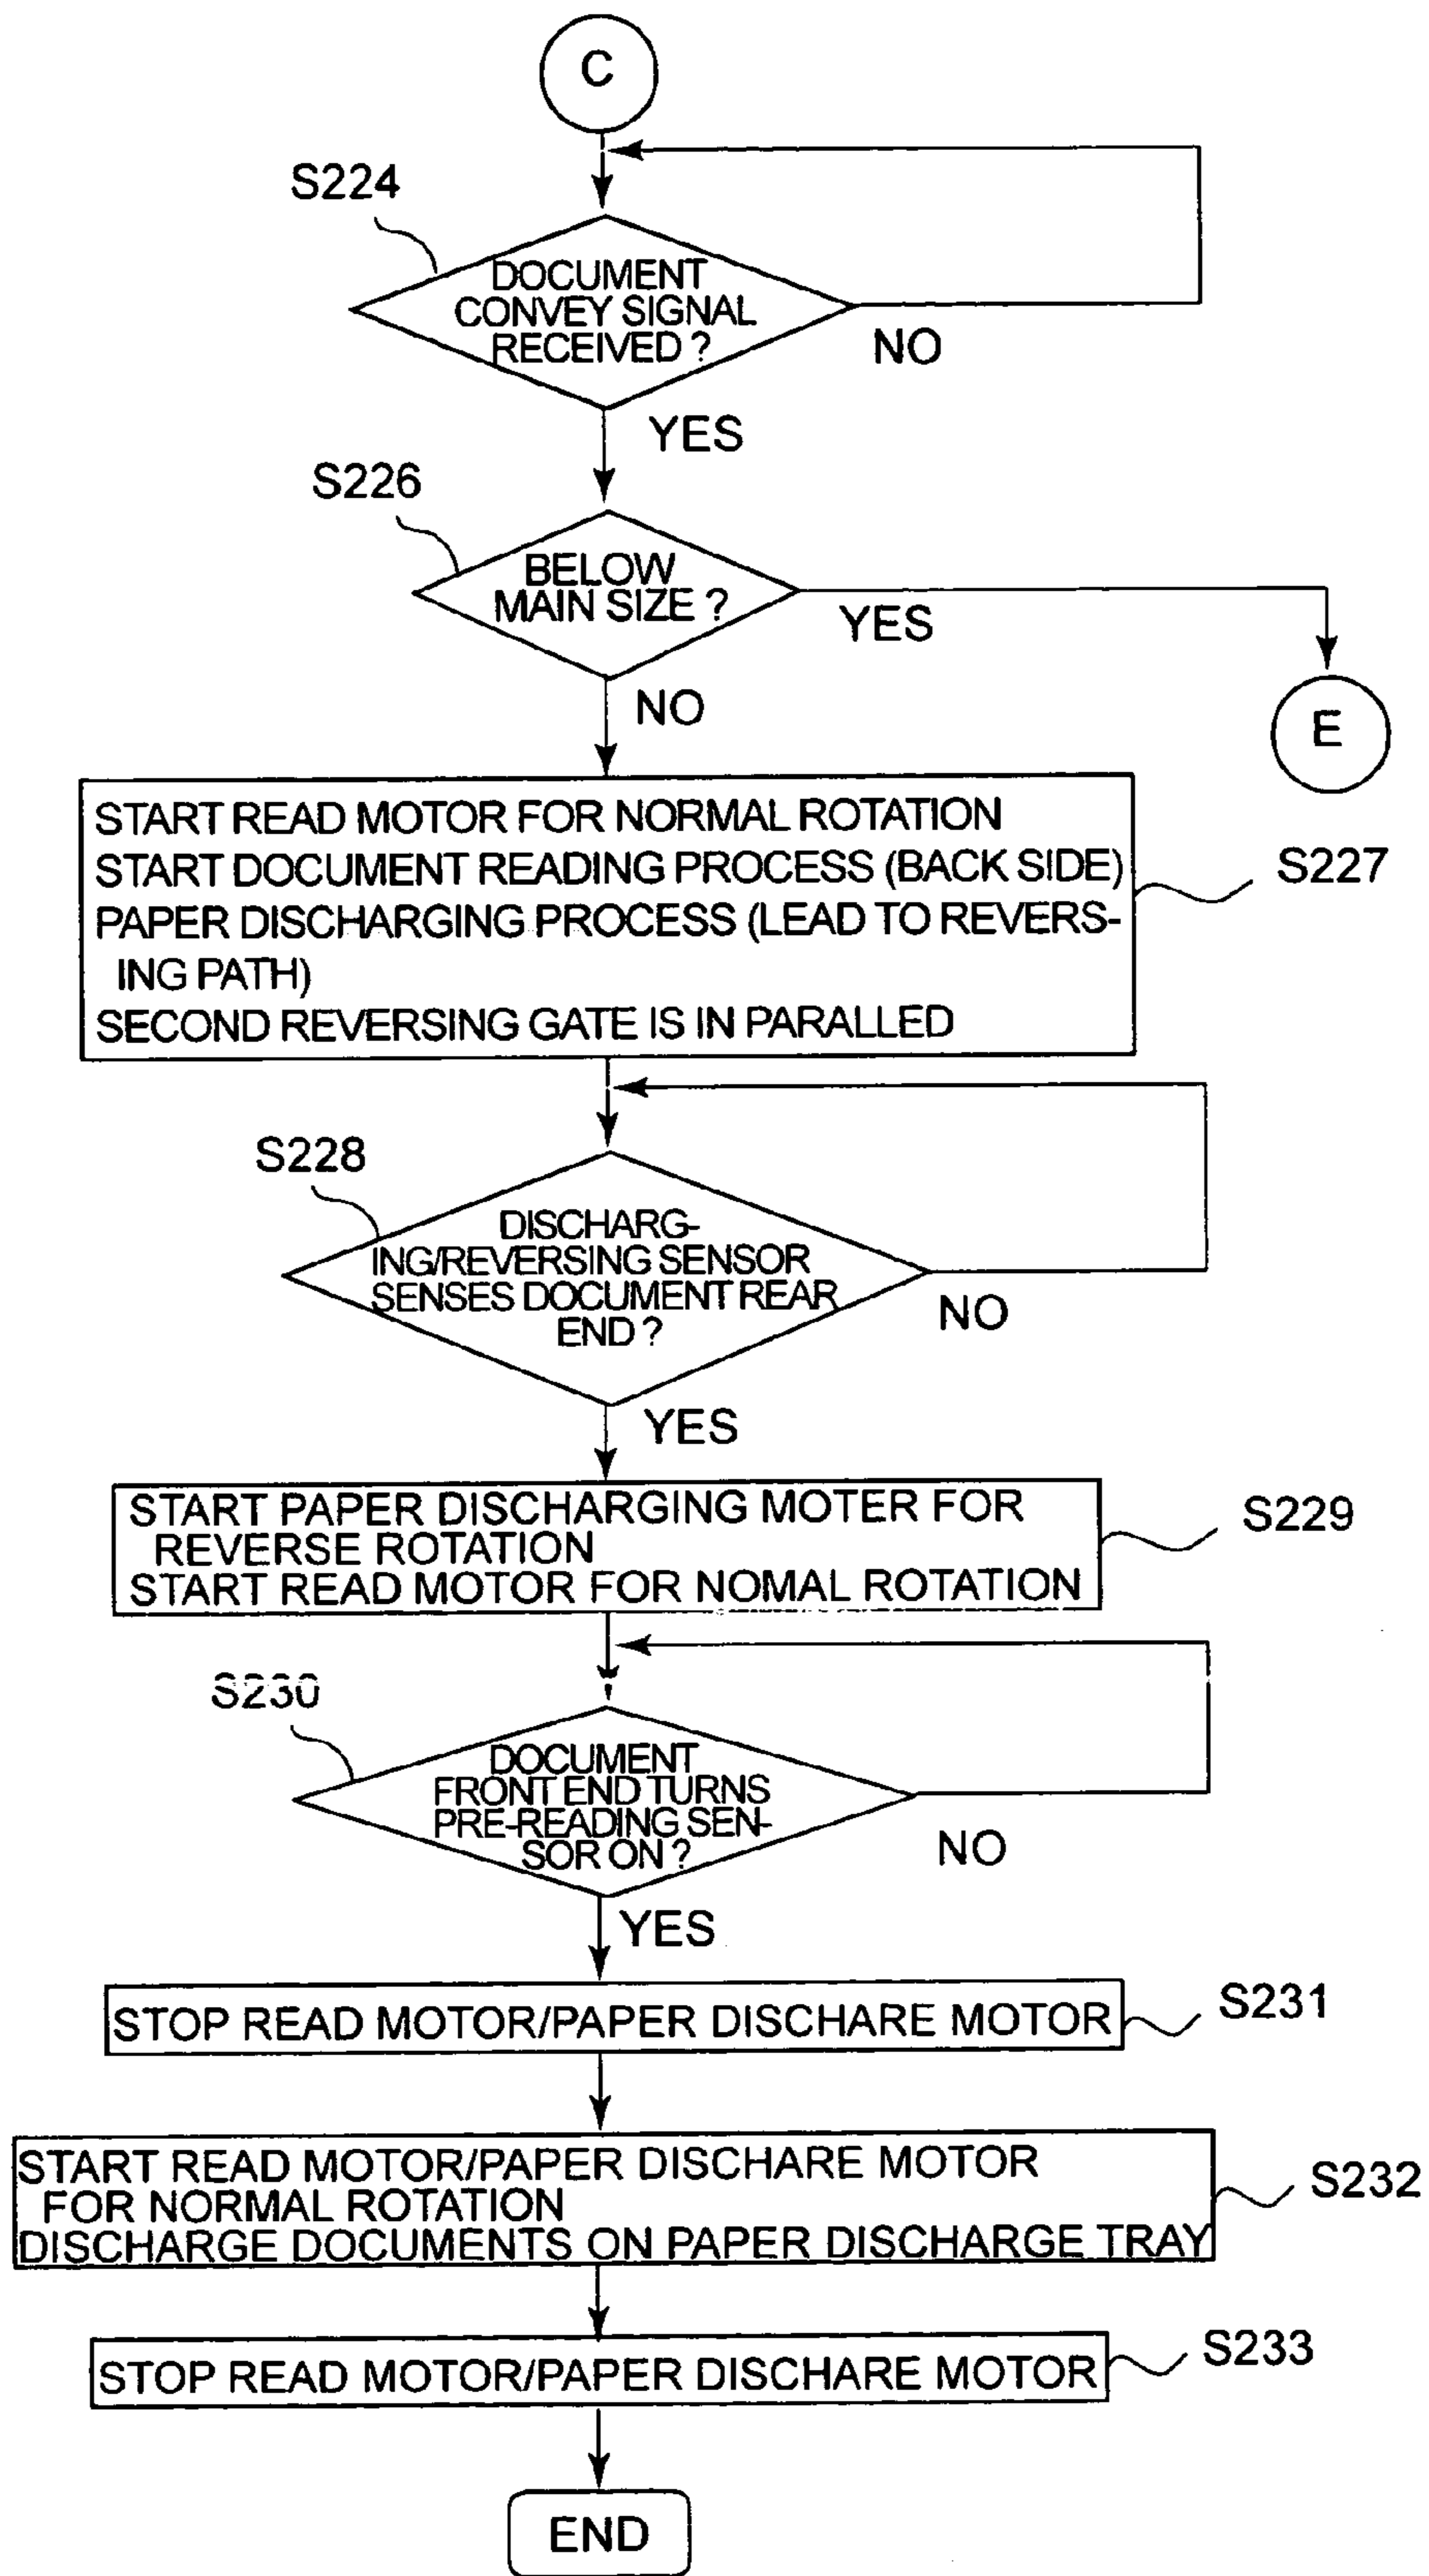 C
S224
DOCUMENT
CONVEY SIGNAL
RECEIVED ?
NO
YES
S226
BELOW
MAIN SIZE ?
YES
NO
E
START READ MOTOR FOR NORMAL ROTATION
START DOCUMENT READING PROCESS (BACK SIDE)
PAPER DISCHARGING PROCESS (LEAD TO REVERS-
ING PATH)
SECOND REVERSING GATE IS IN PARALLED
S227
S228
DISCHARG-
ING/REVERSING SENSOR
SENSES DOCUMENT REAR
END ?
NO
YES
START PAPER DISCHARGING MOTER FOR
REVERSE ROTATION
START READ MOTOR FOR NOMAL ROTATION
S229
S230
DOCUMENT
FRONT END TURNS
PRE-READING SEN-
SOR ON ?
NO
YES
STOP READ MOTOR/PAPER DISCHARE MOTOR
S231
START READ MOTOR/PAPER DISCHARE MOTOR
FOR NORMAL ROTATION
DISCHARGE DOCUMENTS ON PAPER DISCHARGE TRAY
S232
STOP READ MOTOR/PAPER DISCHARE MOTOR
S233
END